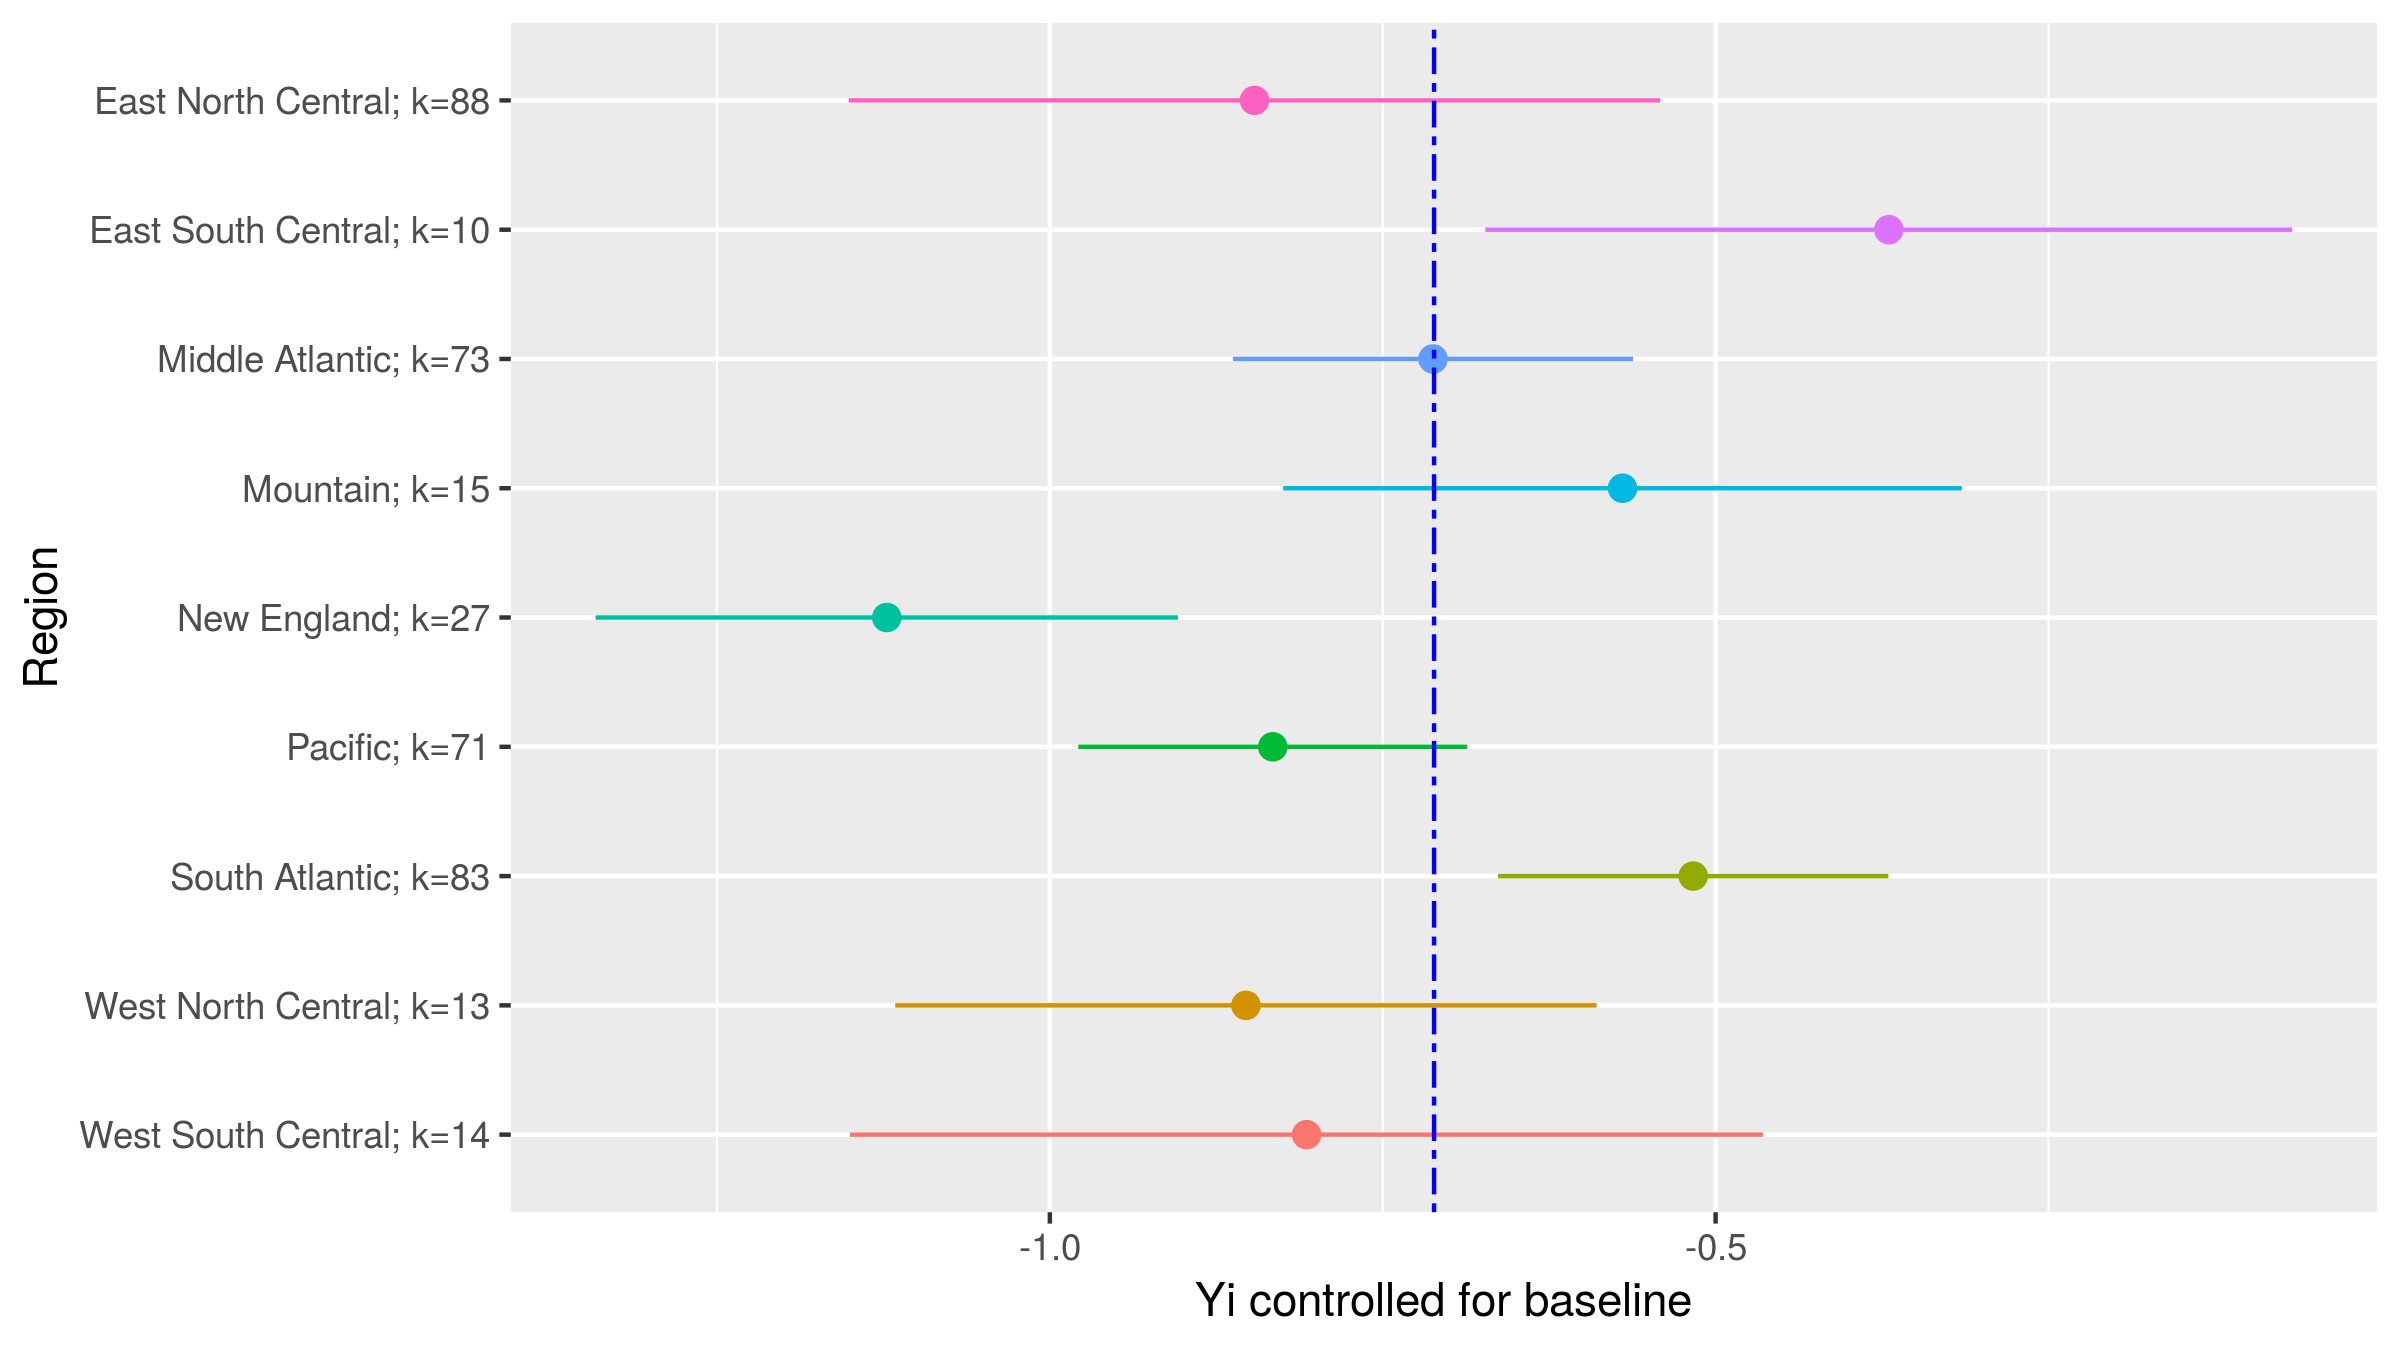 East North Central; k=88
East South Central; k=10
Middle Atlantic; k=73
Mountain; k=15
New England; k=27
Pacific; k=71
South Atlantic; k=83
West North Central; k=13
West South Central; k=14
Region
-1.0
-0.5
Yi controlled for baseline